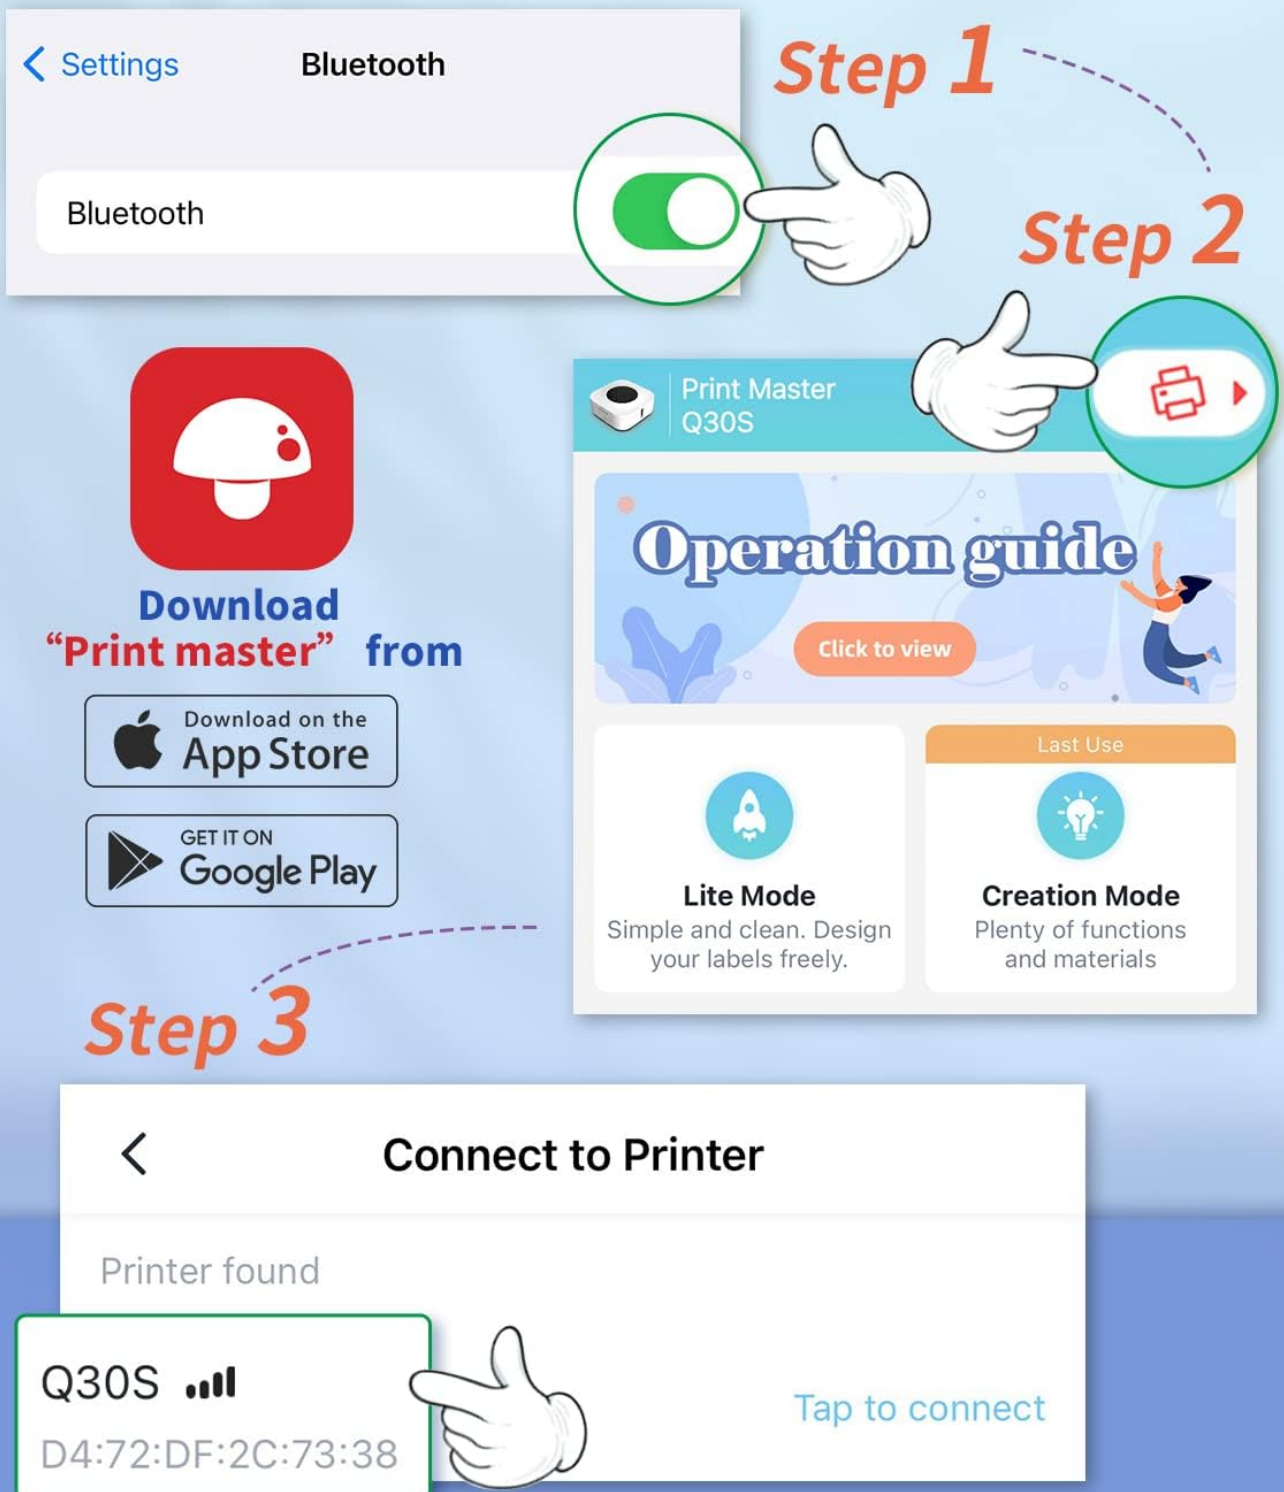 Settings
Bluetooth
Bluetooth
Step 1
Step 2
Download
“Print master” from
Download on the
App Store
GET IT ON
Google Play
Print Master
Q30S
Operation guide
Click to view
Lite Mode
Simple and clean. Design
your labels freely.
Last Use
Creation Mode
Plenty of functions
and materials
Step 3
Connect to Printer
Printer found
Q30S
D4:72:DF:2C:73:38
Tap to connect